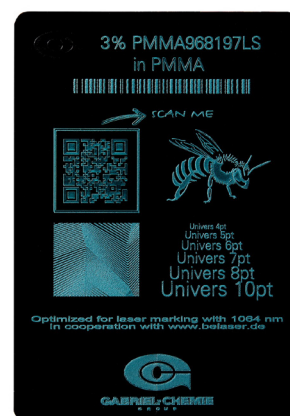 3% PMMA968197LS
in PMMA
SCAN ME
Univers 4pt
Univers 5pt
Univers 6pt
Univers 7pt
Univers 8pt
Univers 10pt
Optimized for laser marking with 1064 nm
in cooperation with www.belaser.de
G
GABRIEL-CHEMIE
GROUP